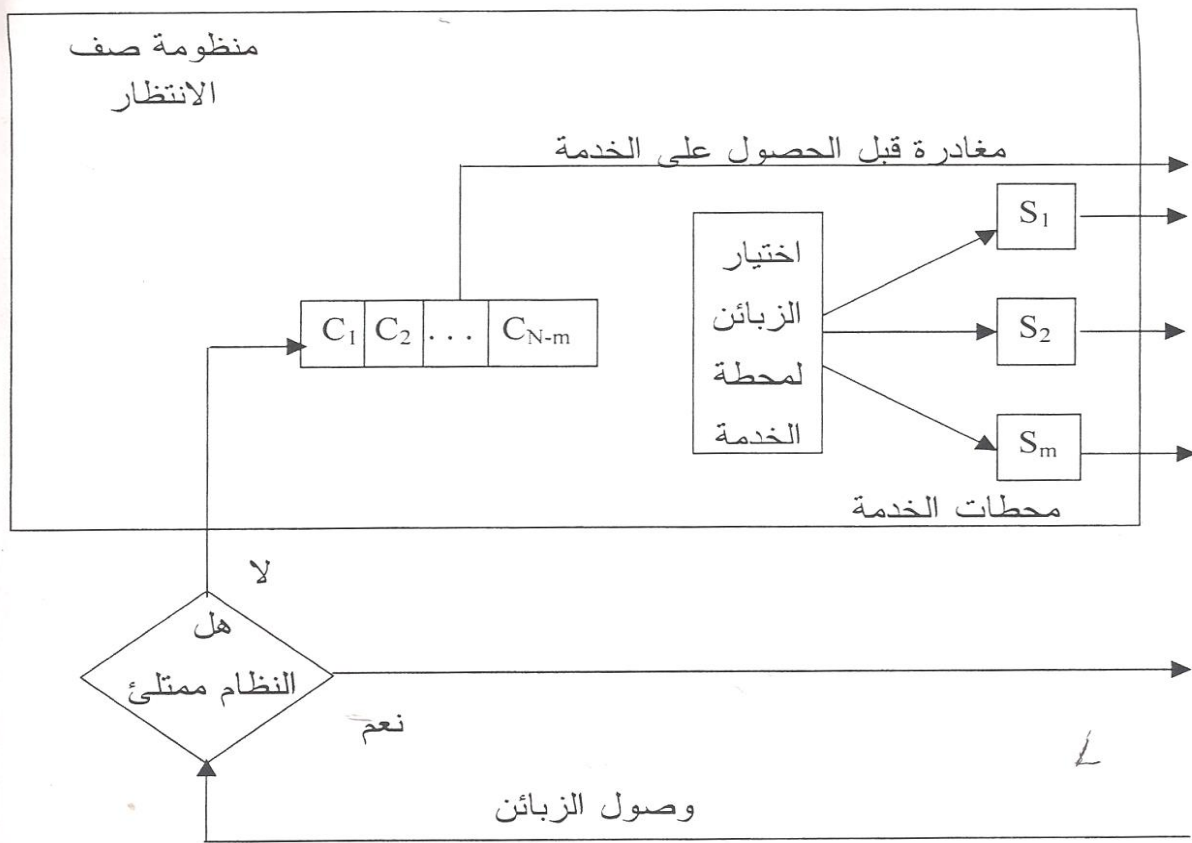 منظومة صف
الانتظار
مغادرة قبل الحصول على الخدمة
S1
اختيار
الزبائن
لمحطة
الخدمة
C1 C2 ... CN-m
S2
Sm
محطات الخدمة
لا
هل
النظام ممتلئ
نعم
وصول الزبائن